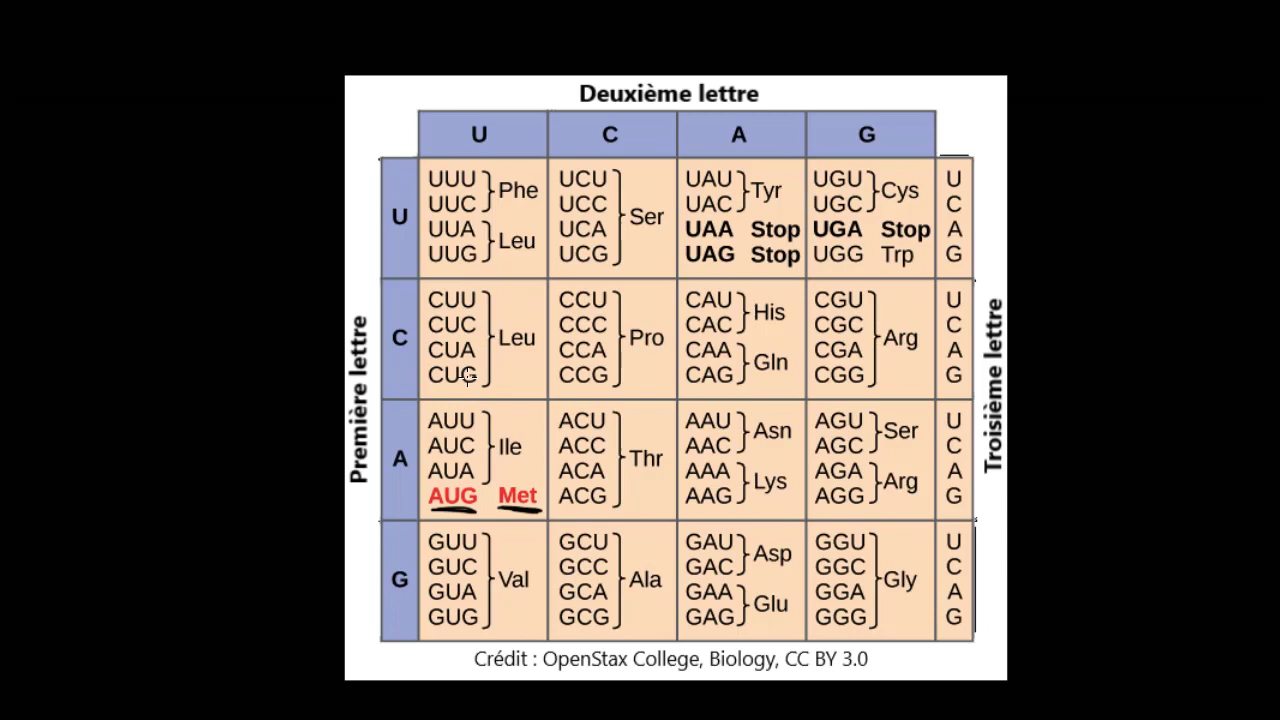 Deuxième lettre
U C A G
Première lettre
Troisième lettre
U
UUU
UUC
Phe
UUA
UUG
Leu
UCU
UCC
UCA
UCG
Ser
UAU
UAC
Tyr
UAA Stop
UAG Stop
UGU
UGC
Cys
UGA Stop
UGG Trp
U
C
A
G
C
CUU
CUC
CUA
CUG
Leu
CCU
CCC
CCA
CCG
Pro
CAU
CAC
His
CAA
CAG
Gln
CGU
CGC
CGA
CGG
Arg
U
C
A
G
A
AUU
AUC
AUA
Ile
AUG Met
ACU
ACC
ACA
ACG
Thr
AAU
AAC
Asn
AAA
AAG
Lys
AGU
AGC
Ser
AGA
AGG
Arg
U
C
A
G
G
GUU
GUC
GUA
GUG
Val
GCU
GCC
GCA
GCG
Ala
GAU
GAC
Asp
GAA
GAG
Glu
GGU
GGC
GGA
GGG
Gly
U
C
A
G
Crédit : OpenStax College, Biology, CC BY 3.0